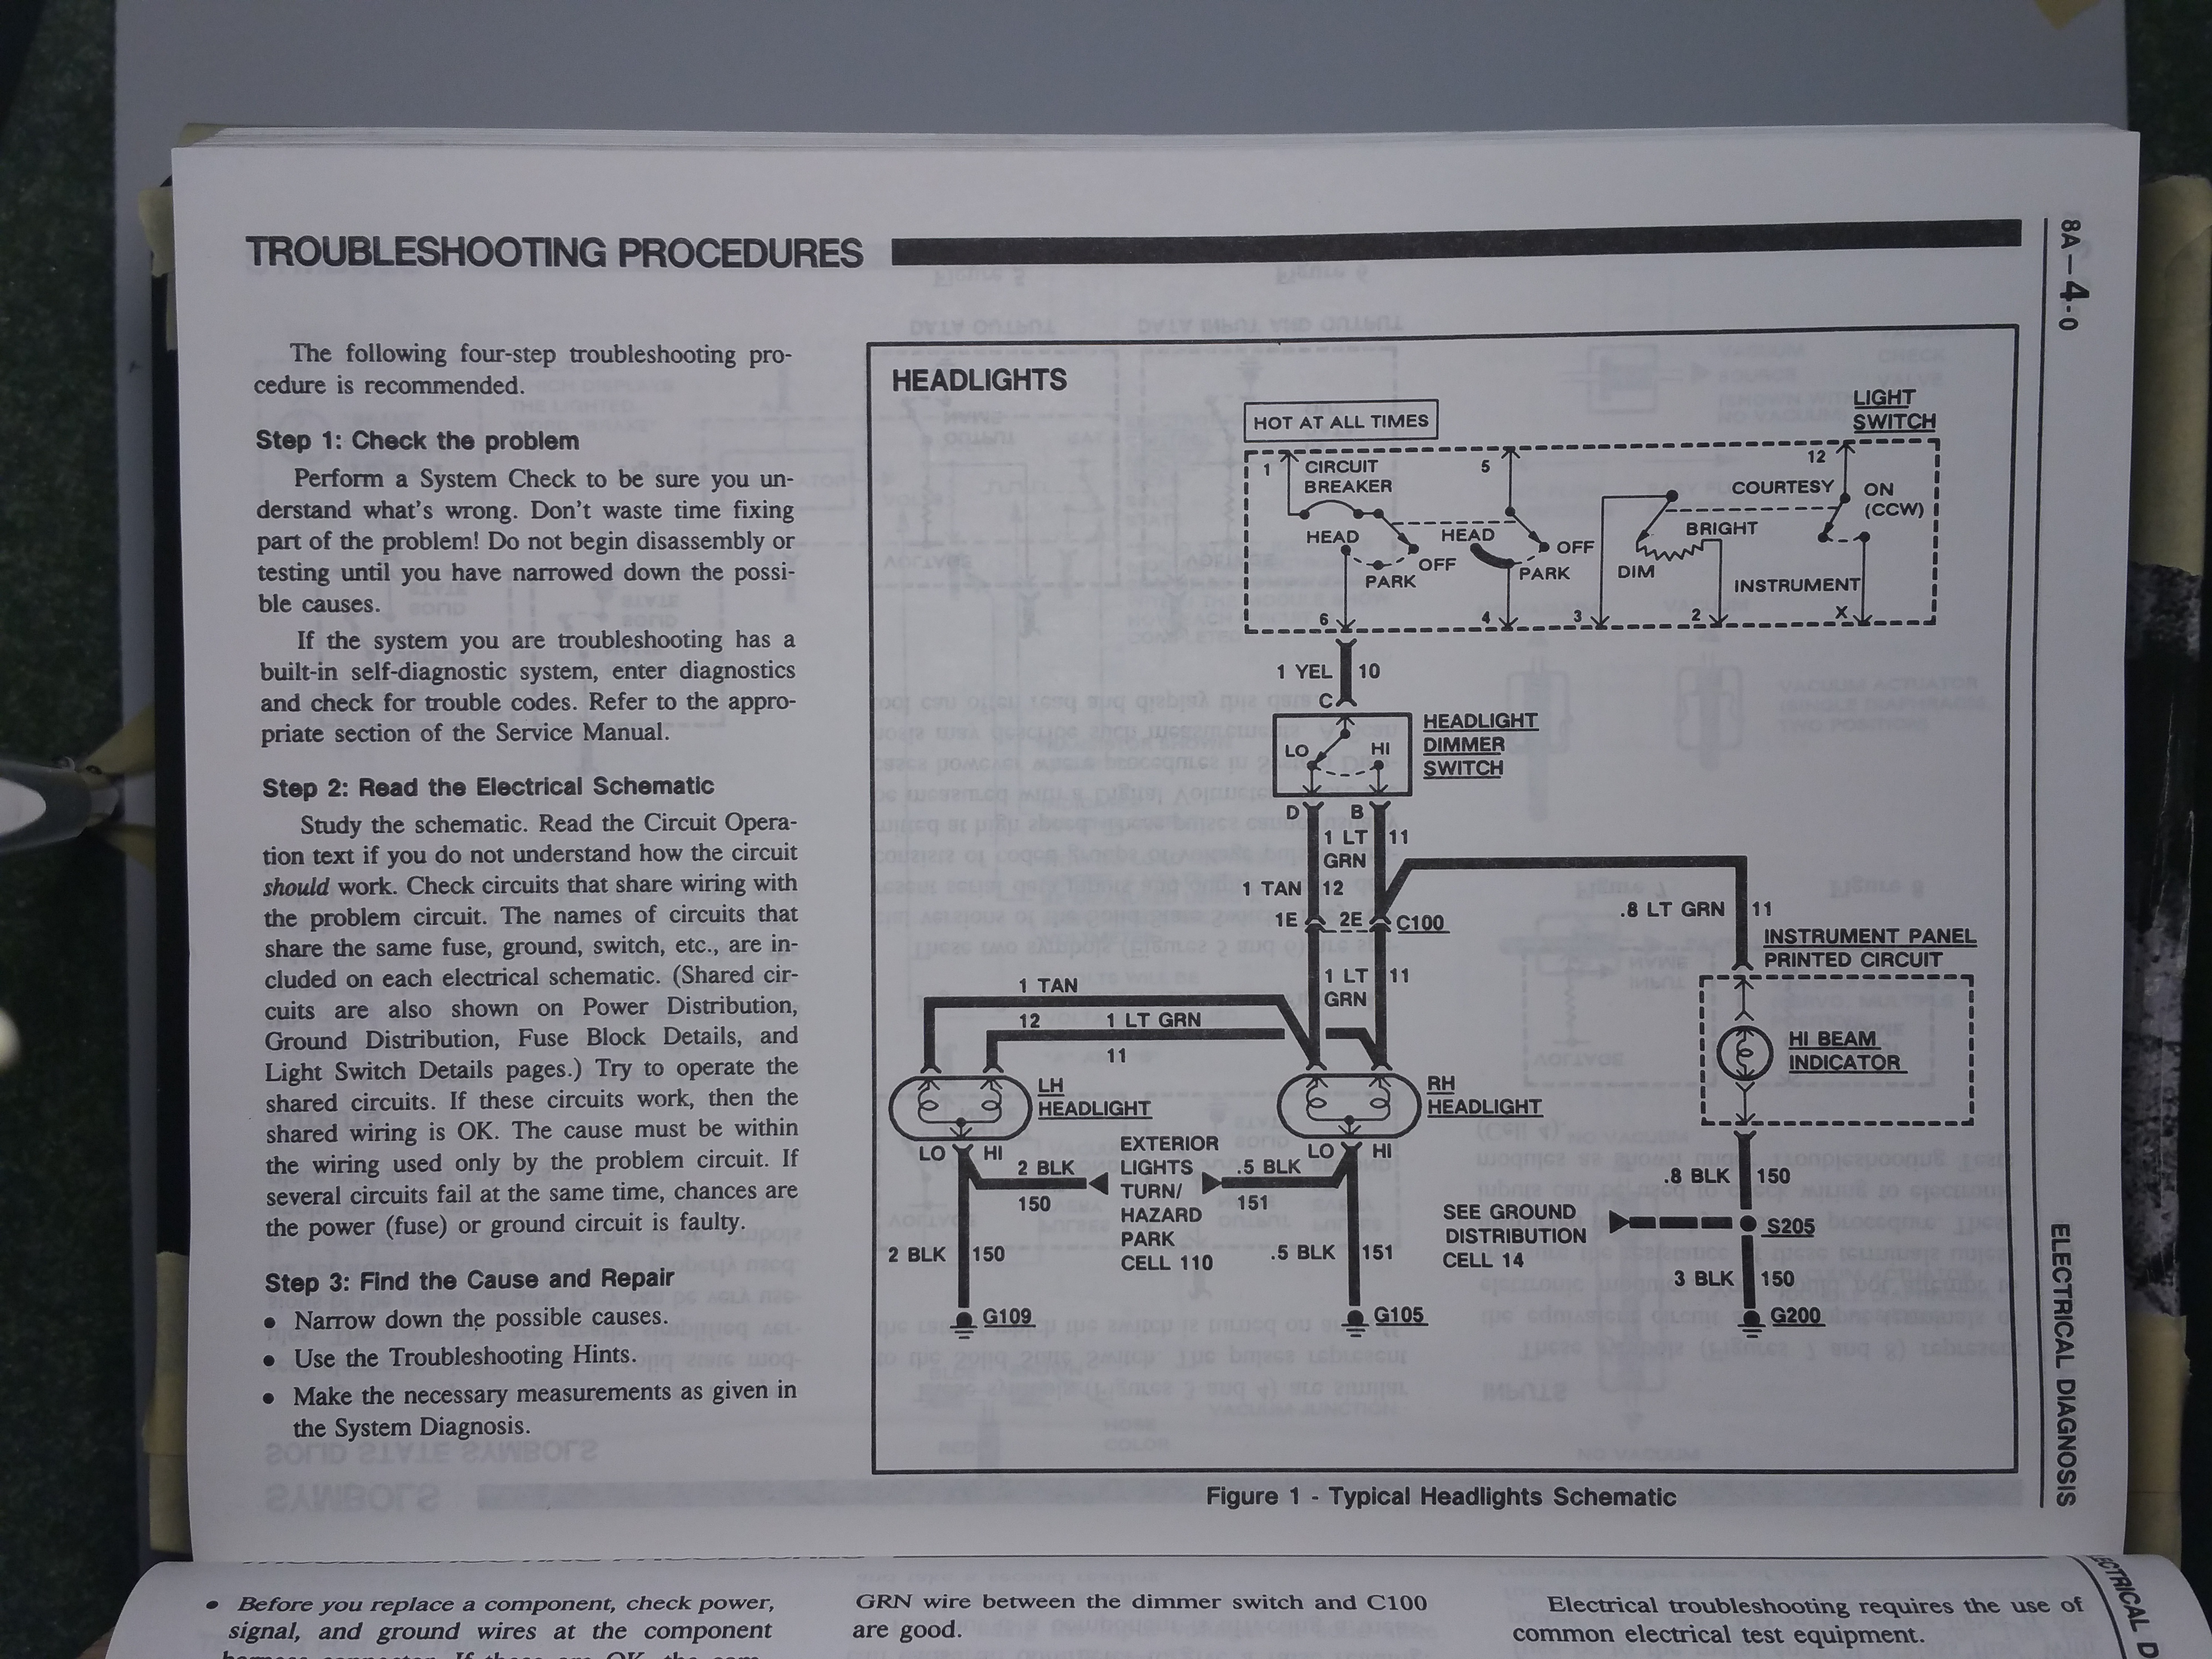 TROUBLESHOOTING PROCEDURES
8A-4-0
The following four-step troubleshooting pro-
cedure is recommended.
Step 1: Check the problem
Perform a System Check to be sure you un-
derstand what's wrong. Don't waste time fixing
part of the problem! Do not begin disassembly or
testing until you have narrowed down the possi-
ble causes.
If the system you are troubleshooting has a
built-in self-diagnostic system, enter diagnostics
and check for trouble codes. Refer to the appro-
priate section of the Service Manual.
Step 2: Read the Electrical Schematic
Study the schematic. Read the Circuit Opera-
tion text if you do not understand how the circuit
should work. Check circuits that share wiring with
the problem circuit. The names of circuits that
share the same fuse, ground, switch, etc., are in-
cluded on each electrical schematic. (Shared cir-
cuits are also shown on Power Distribution,
Ground Distribution, Fuse Block Details, and
Light Switch Details pages.) Try to operate the
shared circuits. If these circuits work, then the
shared wiring is OK. The cause must be within
the wiring used only by the problem circuit. If
several circuits fail at the same time, chances are
the power (fuse) or ground circuit is faulty.
Step 3: Find the Cause and Repair
• Narrow down the possible causes.
• Use the Troubleshooting Hints.
• Make the necessary measurements as given in
the System Diagnosis.
HEADLIGHTS
HOT AT ALL TIMES
LIGHT
SWITCH
1
CIRCUIT
BREAKER
5
12
COURTESY
ON
(CCW)
HEAD
OFF
PARK
HEAD
OFF
PARK
BRIGHT
DIM
INSTRUMENT
6
4
3
2
X
1 YEL
10
C
LO
HI
HEADLIGHT
DIMMER
SWITCH
D
B
1 LT
GRN
11
1 TAN
12
1E
2E
C100
.8 LT GRN
11
INSTRUMENT PANEL
PRINTED CIRCUIT
1 LT
GRN
11
1 TAN
12
1 LT GRN
11
HI BEAM
INDICATOR
LH
HEADLIGHT
RH
HEADLIGHT
LO
HI
LO
HI
2 BLK
150
EXTERIOR
LIGHTS
TURN/
HAZARD
PARK
CELL 110
.5 BLK
151
.8 BLK
150
SEE GROUND
DISTRIBUTION
CELL 14
S205
2 BLK
150
.5 BLK
151
3 BLK
150
G109
G105
G200
Figure 1 - Typical Headlights Schematic
ELECTRICAL DIAGNOSIS
• Before you replace a component, check power,
signal, and ground wires at the component
GRN wire between the dimmer switch and C100
are good.
Electrical troubleshooting requires the use of
common electrical test equipment.